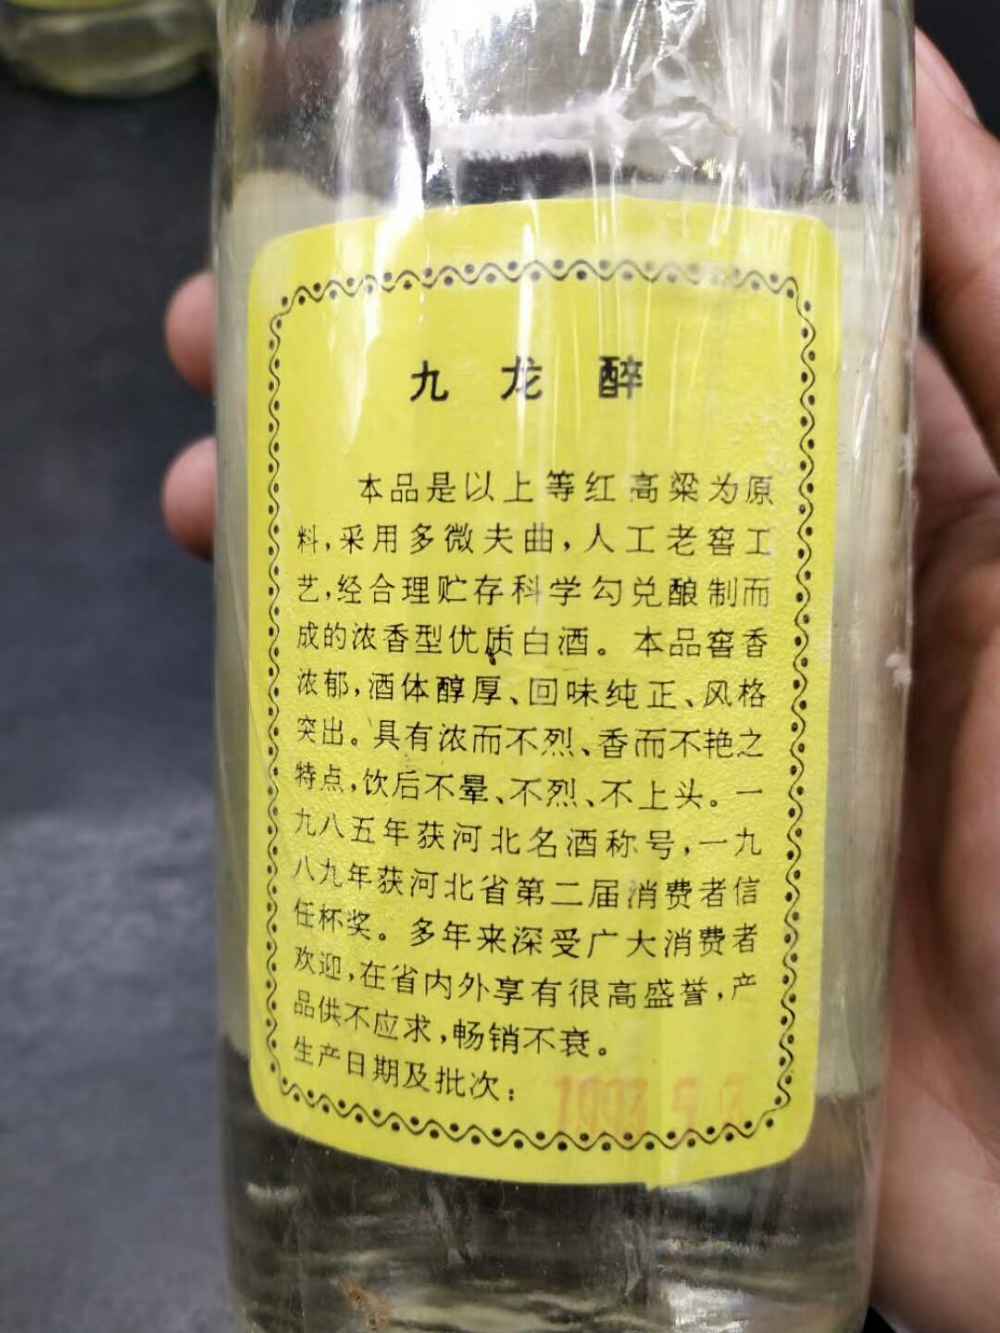 九龙醉
本品是以上等红高粱为原
料,采用多微夫曲,人工老窖工
艺,经合理贮存科学勾兑酿制而
成的浓香型优质白酒。本品窖香
浓郁,酒体醇厚、回味纯正、风格
突出。具有浓而不烈、香而不艳之
特点,饮后不晕、不烈、不上头。一
九八五年获河北名酒称号,一九
八九年获河北省第二届消费者信
任杯奖。多年来深受广大消费者
欢迎,在省内外享有很高盛誉,产
品供不应求,畅销不衰。
生产日期及批次: